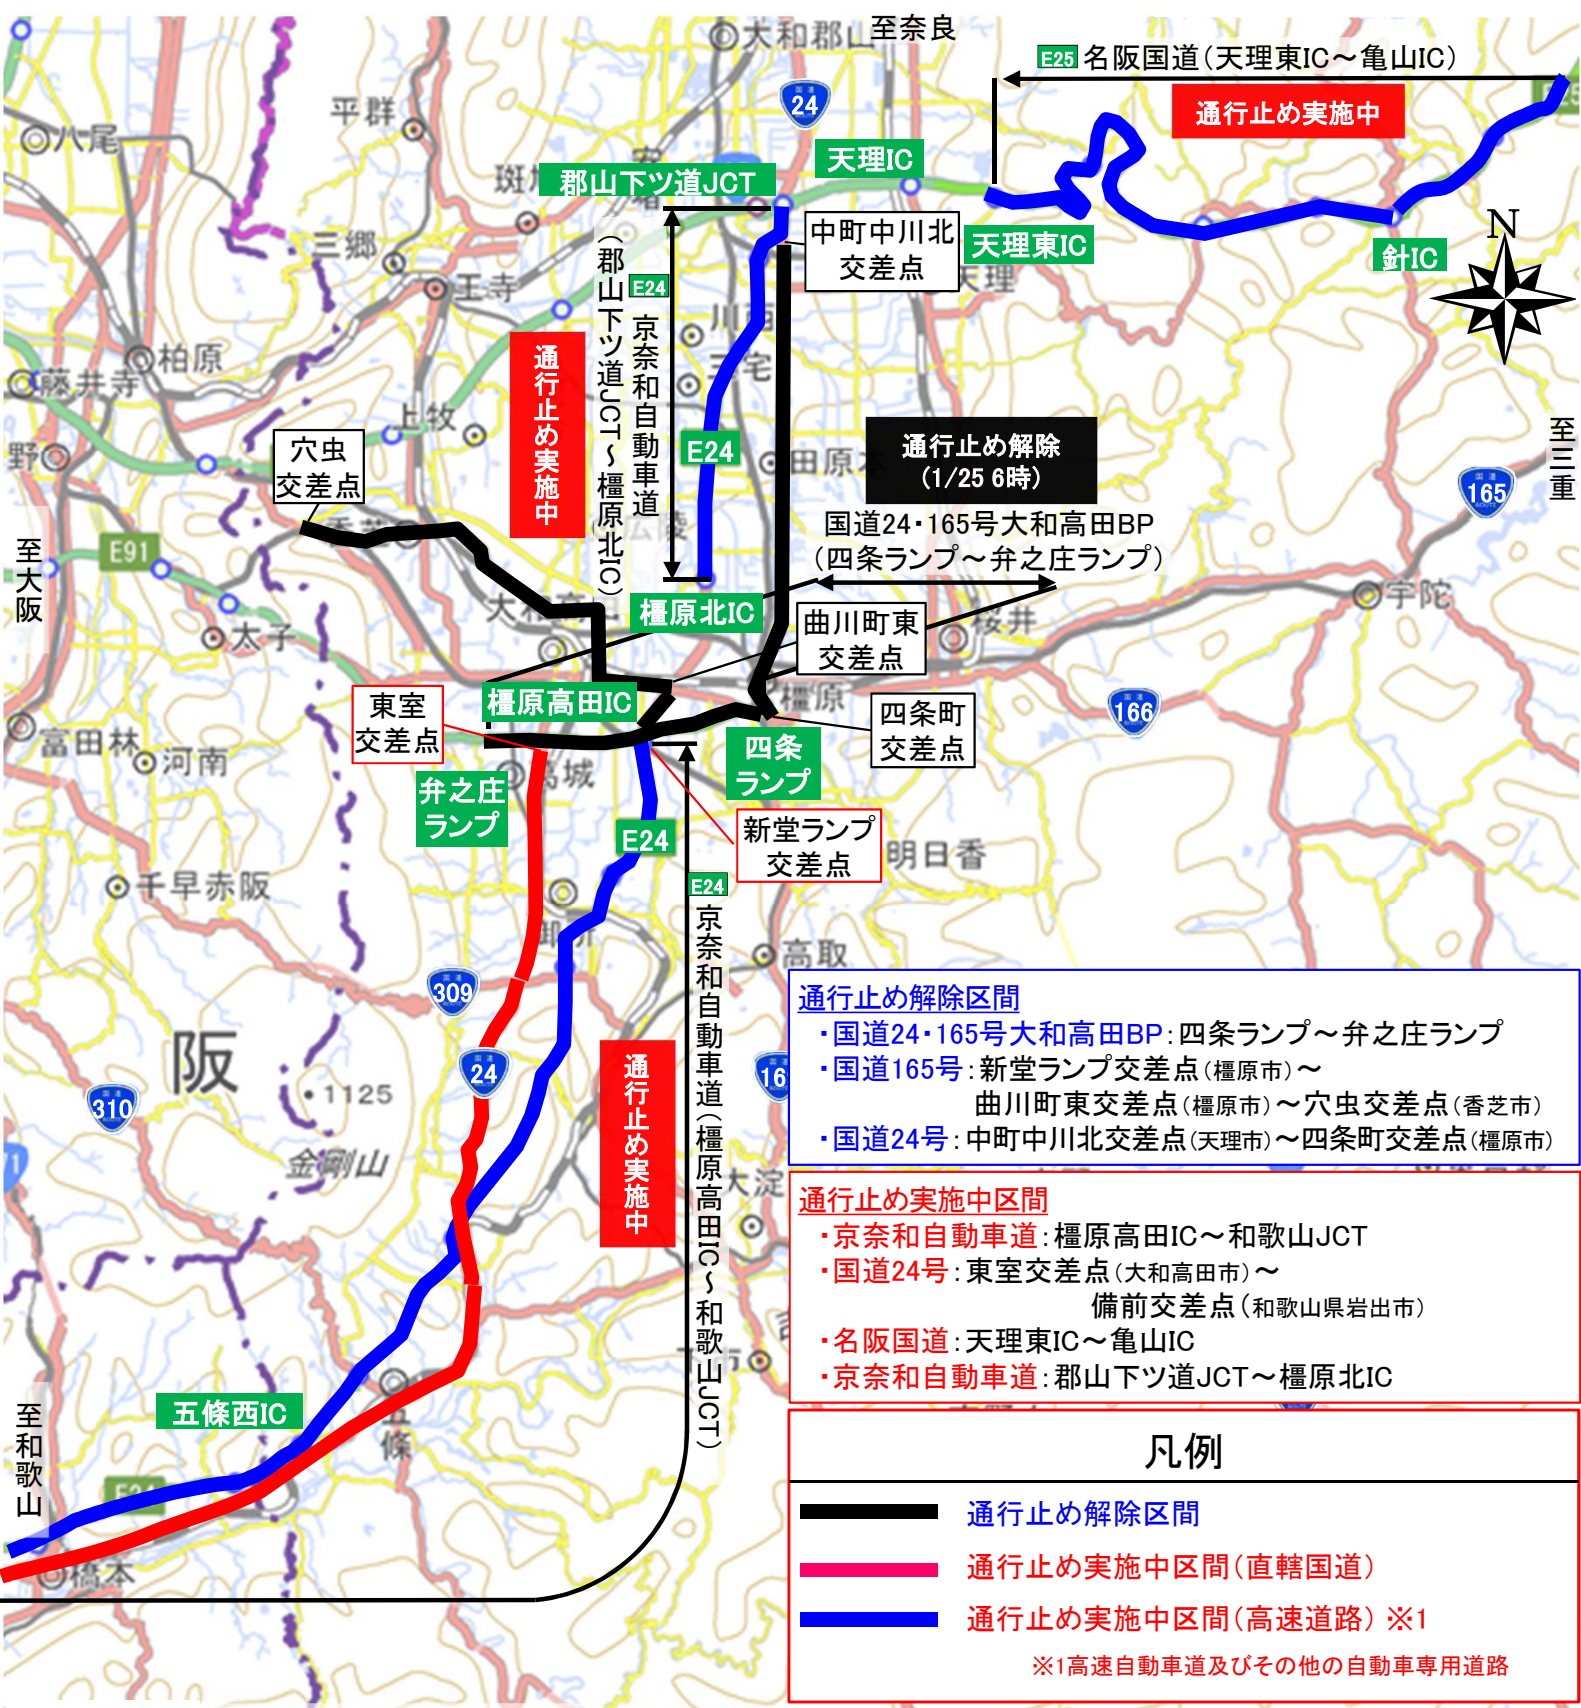 至奈良
大和郡山
E25 名阪国道(天理東IC～亀山IC)
通行止め実施中
24
平群
八尾
天理IC
郡山下ツ道JCT
中町中川北
交差点
天理東IC
針IC
N
天理
三郷
王寺
(郡山下ツ道JCT～橿原北IC)
E24 京奈和自動車道
通行止め実施中
柏原
藤井寺
上牧
E24
穴虫
交差点
通行止め解除
(1/25 6時)
国道24・165号大和高田BP
(四条ランプ～弁之庄ランプ)
至三重
165
至大阪
E91
太子
橿原北IC
曲川町東
交差点
桜井
宇陀
橿原
橿原高田IC
東室
交差点
四条町
交差点
166
富田林
河南
四条
ランプ
弁之庄
ランプ
葛城
E24
新堂ランプ
交差点
明日香
千早赤阪
E24 京奈和自動車道(橿原高田IC～和歌山JCT)
御所
高取
309
阪
24
310
・1125
金剛山
通行止め実施中
大淀
通行止め解除区間
・国道24・165号大和高田BP：四条ランプ～弁之庄ランプ
・国道165号：新堂ランプ交差点(橿原市)～
曲川町東交差点(橿原市)～穴虫交差点(香芝市)
・国道24号：中町中川北交差点(天理市)～四条町交差点(橿原市)
通行止め実施中区間
・京奈和自動車道：橿原高田IC～和歌山JCT
・国道24号：東室交差点(大和高田市)～
備前交差点(和歌山県岩出市)
・名阪国道：天理東IC～亀山IC
・京奈和自動車道：郡山下ツ道JCT～橿原北IC
五條西IC
五條
至和歌山
橋本
凡例
通行止め解除区間
通行止め実施中区間(直轄国道)
通行止め実施中区間(高速道路) ※1
※1高速自動車道及びその他の自動車専用道路